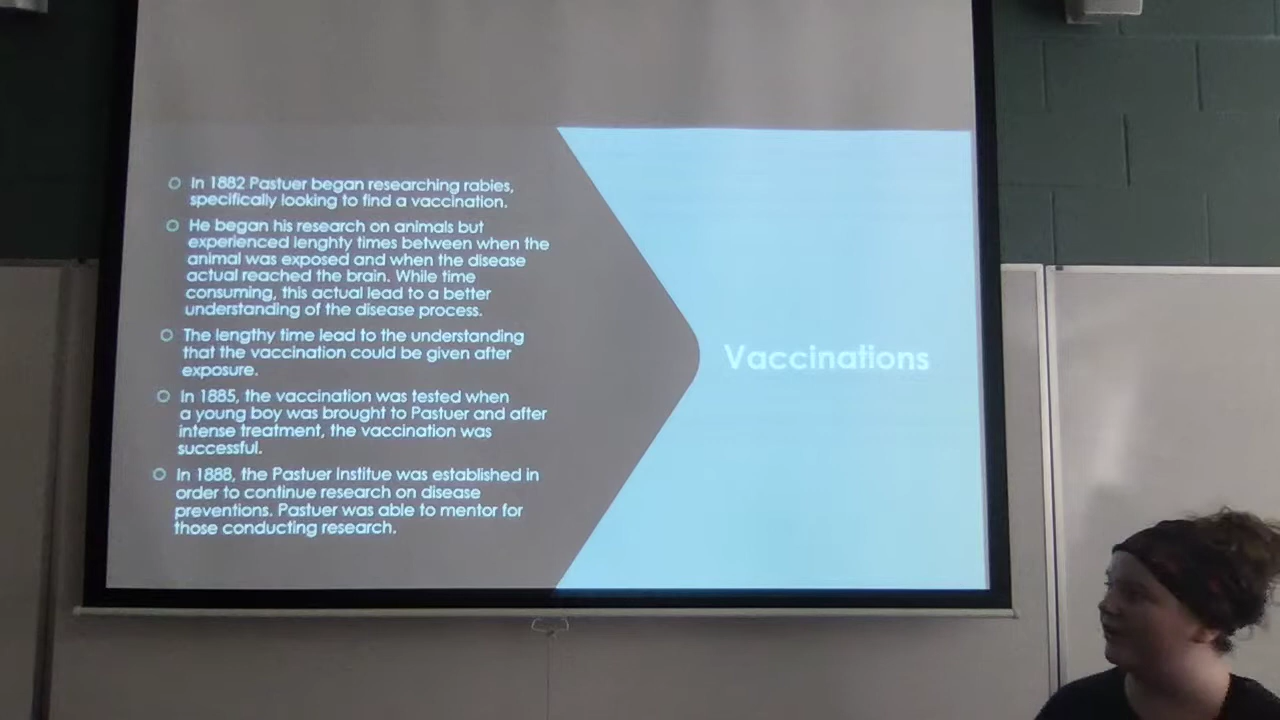 In 1882 Pastuer began researching rabies,
specifically looking to find a vaccination.
He began his research on animals but
experienced lenghty times between when the
animal was exposed and when the disease
actual reached the brain. While time
consuming, this actual lead to a better
understanding of the disease process.
The lengthy time lead to the understanding
that the vaccination could be given after
exposure.
In 1885, the vaccination was tested when
a young boy was brought to Pastuer and after
intense treatment, the vaccination was
successful.
In 1888, the Pastuer Institue was established in
order to continue research on disease
preventions. Pastuer was able to mentor for
those conducting research.
Vaccinations